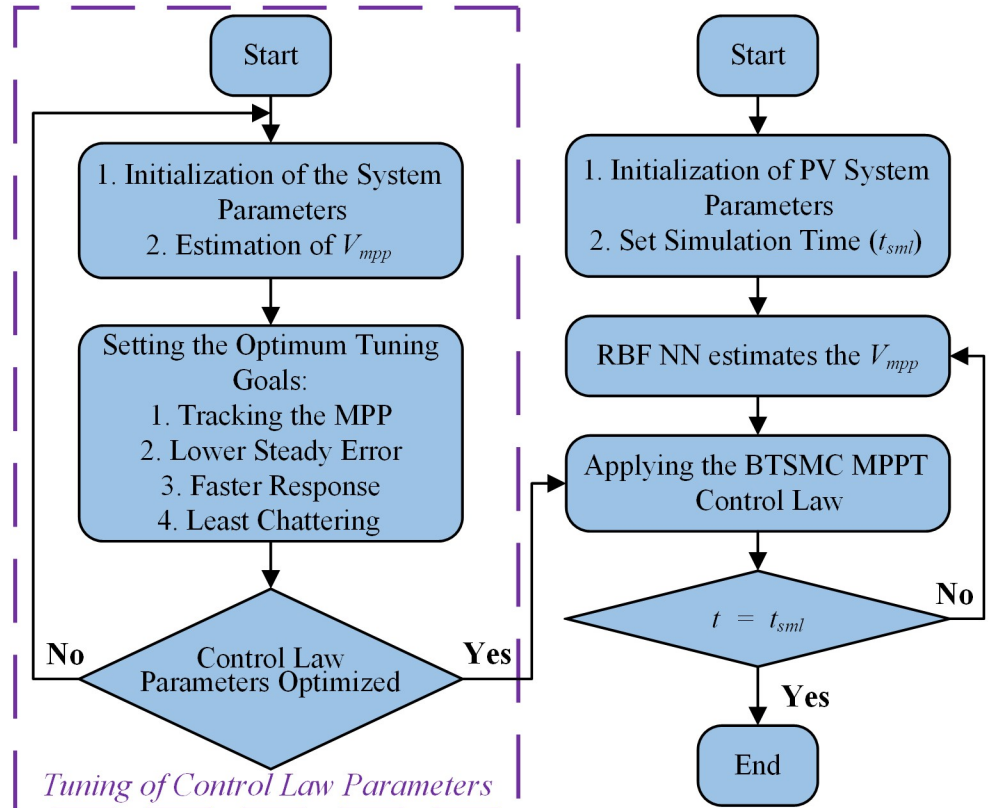 Start
1. Initialization of the System
Parameters
2. Estimation of Vmpp
Setting the Optimum Tuning
Goals:
1. Tracking the MPP
2. Lower Steady Error
3. Faster Response
4. Least Chattering
No
Control Law
Parameters Optimized
Yes
Tuning of Control Law Parameters
Start
1. Initialization of PV System
Parameters
2. Set Simulation Time (tsml)
RBF NN estimates the Vmpp
Applying the BTSMC MPPT
Control Law
t = tsml
No
Yes
End